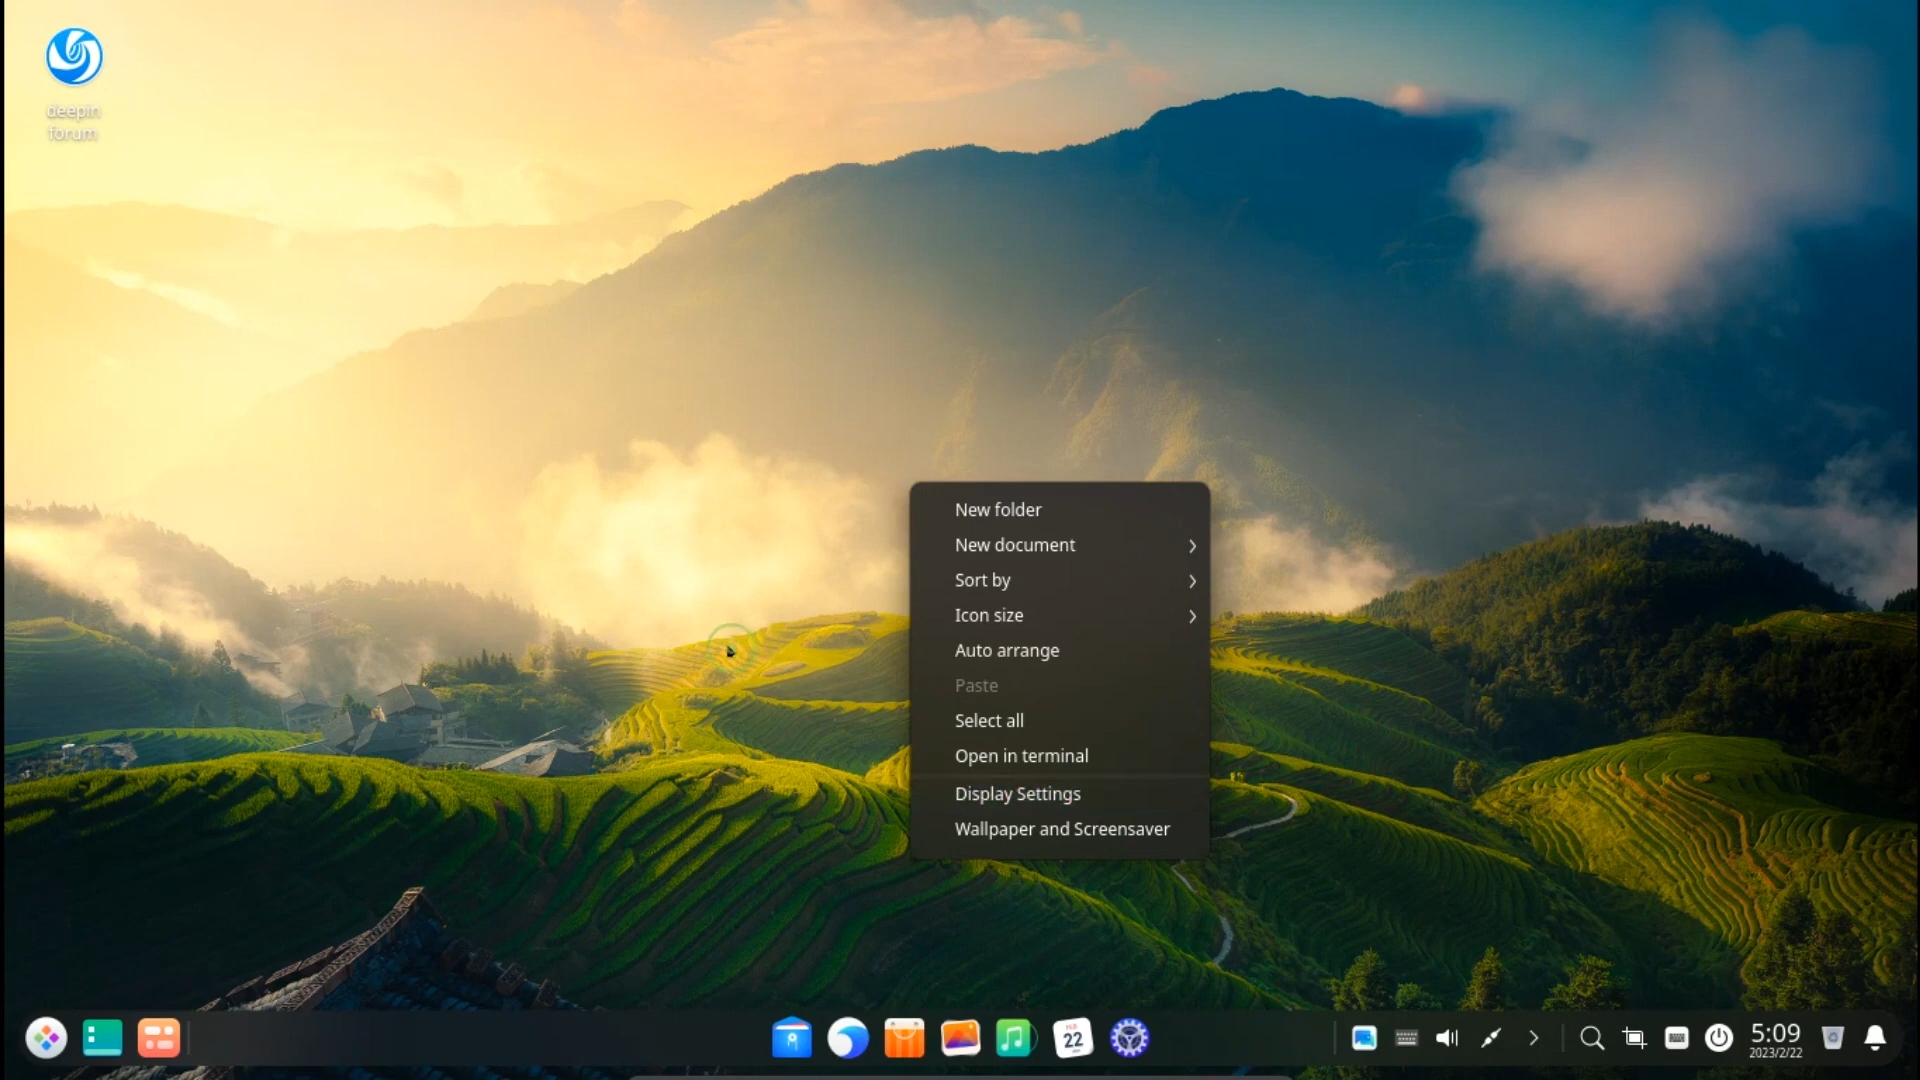 deepin
forum
New folder
New document
Sort by
Icon size
Auto arrange
Paste
Select all
Open in terminal
Display Settings
Wallpaper and Screensaver
22
5:09
2023/2/22